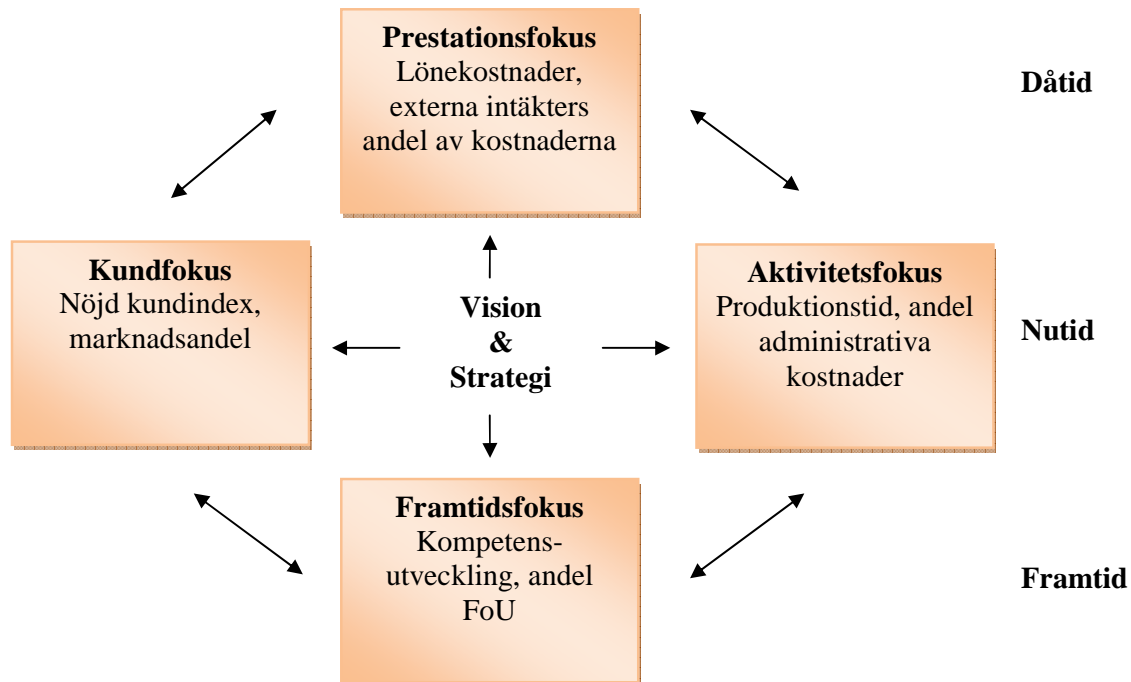 Prestationsfokus
Lönekostnader,
externa intäkters
andel av kostnaderna
Dåtid
Kundfokus
Nöjd kundindex,
marknadsandel
Vision
&
Strategi
Aktivitetsfokus
Produktionstid, andel
administrativa
kostnader
Nutid
Framtidsfokus
Kompetens-
utveckling, andel
FoU
Framtid